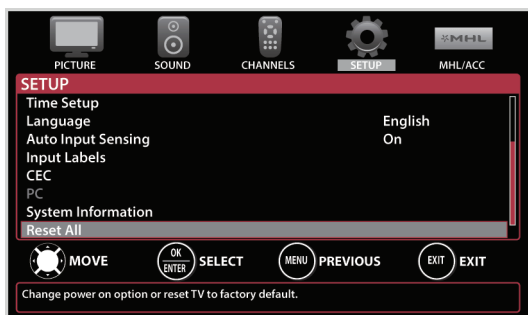 PICTURE SOUND CHANNELS SETUP MHL/ACC
MHL
SETUP
Time Setup
Language English
Auto Input Sensing On
Input Labels
CEC
PC
System Information
Reset All
MOVE OK ENTER SELECT MENU PREVIOUS EXIT EXIT
Change power on option or reset TV to factory default.